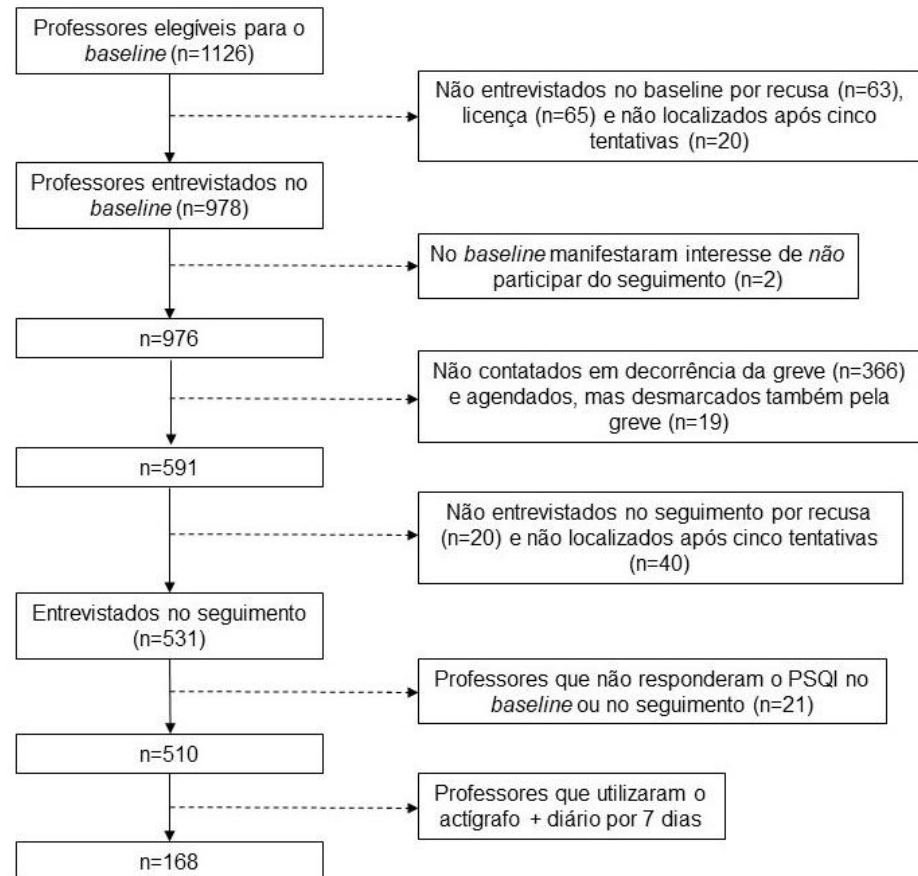 Professores elegíveis para o
baseline (n=1126)
Não entrevistados no baseline por recusa (n=63),
licença (n=65) e não localizados após cinco
tentativas (n=20)
Professores entrevistados no
baseline (n=978)
No baseline manifestaram interesse de não
participar do seguimento (n=2)
n=976
Não contatados em decorrência da greve (n=366)
e agendados, mas desmarcados também pela
greve (n=19)
n=591
Não entrevistados no seguimento por recusa
(n=20) e não localizados após cinco tentativas
(n=40)
Entrevistados no seguimento
(n=531)
Professores que não responderam o PSQI no
baseline ou no seguimento (n=21)
n=510
Professores que utilizaram o
actígrafo + diário por 7 dias
n=168